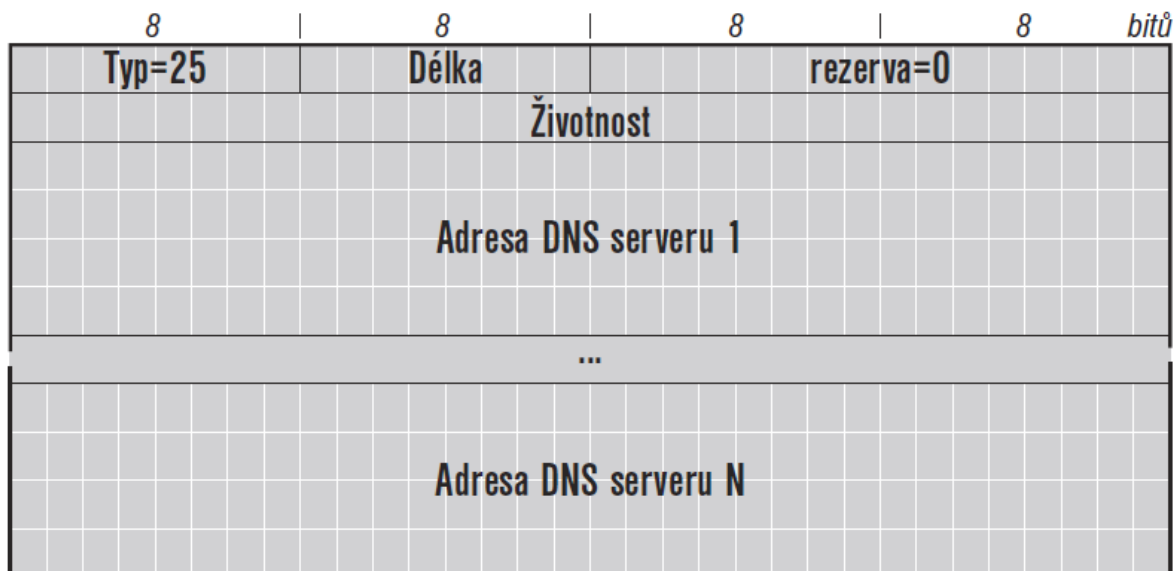 8 8 8 8 bitů
Typ=25 Délka rezerva=0
Životnost
Adresa DNS serveru 1
...
Adresa DNS serveru N